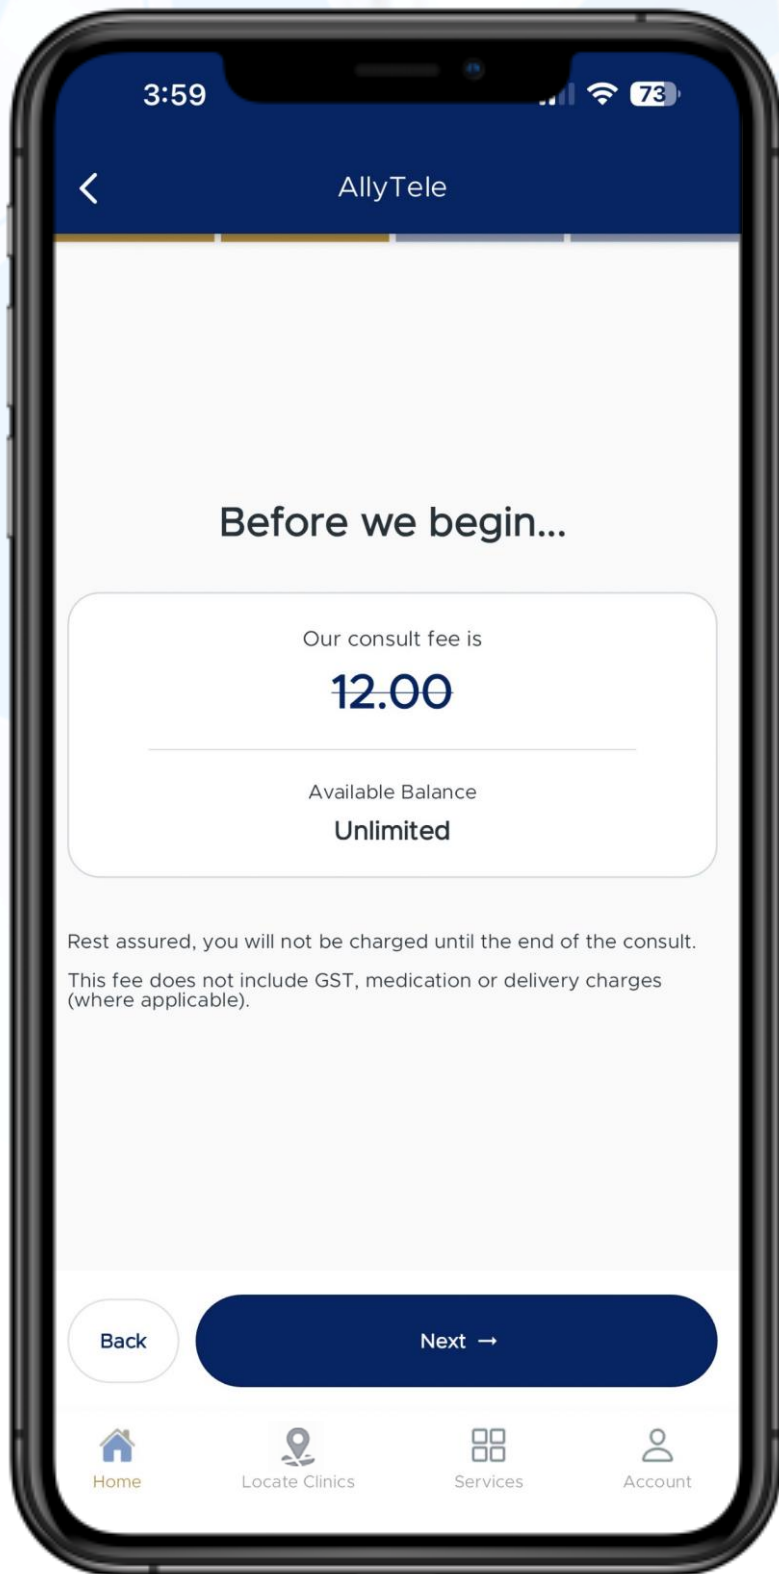 3:59
73
AllyTele
Before we begin...
Our consult fee is
12.00
Available Balance
Unlimited
Rest assured, you will not be charged until the end of the consult.
This fee does not include GST, medication or delivery charges
(where applicable).
Back
Next →
Home
Locate Clinics
Services
Account